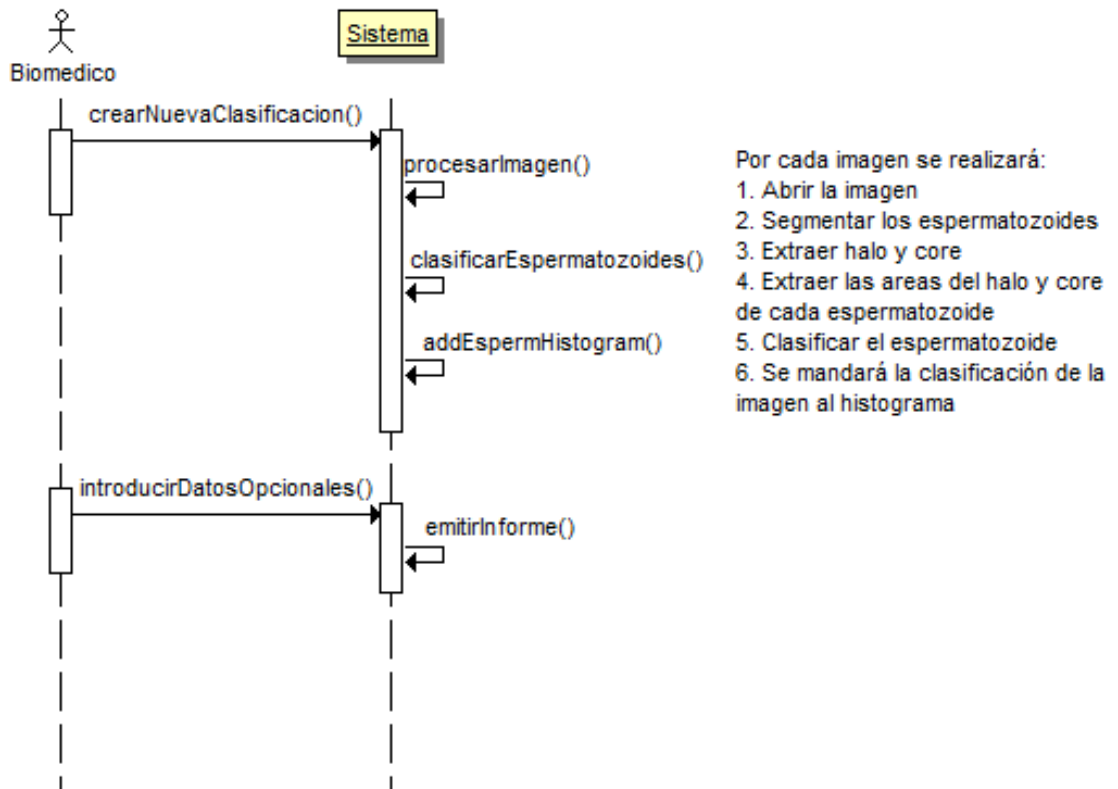 Biomedico
Sistema
crearNuevaClasificacion()
procesarImagen()
clasificarEspermatozoides()
addEspermHistogram()
introducirDatosOpcionales()
emitirInforme()
Por cada imagen se realizará:
1. Abrir la imagen
2. Segmentar los espermatozoides
3. Extraer halo y core
4. Extraer las areas del halo y core
de cada espermatozoide
5. Clasificar el espermatozoide
6. Se mandará la clasificación de la
imagen al histograma